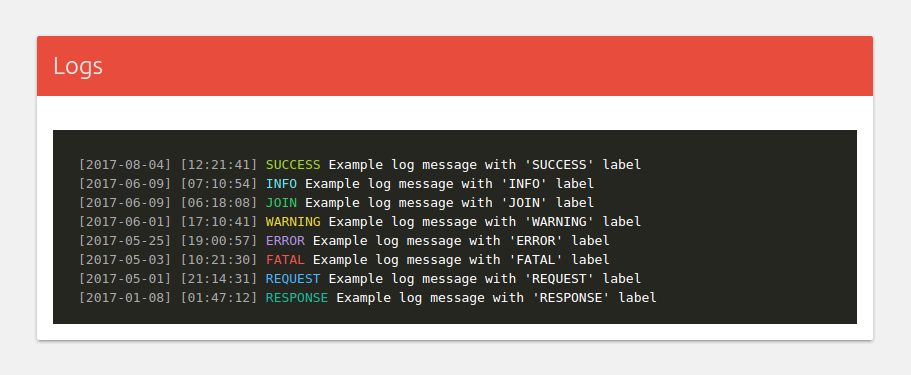 Logs
[2017-08-04] [12:21:41] SUCCESS Example log message with 'SUCCESS' label
[2017-06-09] [07:10:54] INFO Example log message with 'INFO' label
[2017-06-09] [06:18:08] JOIN Example log message with 'JOIN' label
[2017-06-01] [17:10:41] WARNING Example log message with 'WARNING' label
[2017-05-25] [19:00:57] ERROR Example log message with 'ERROR' label
[2017-05-03] [10:21:30] FATAL Example log message with 'FATAL' label
[2017-05-01] [21:14:31] REQUEST Example log message with 'REQUEST' label
[2017-01-08] [01:47:12] RESPONSE Example log message with 'RESPONSE' label